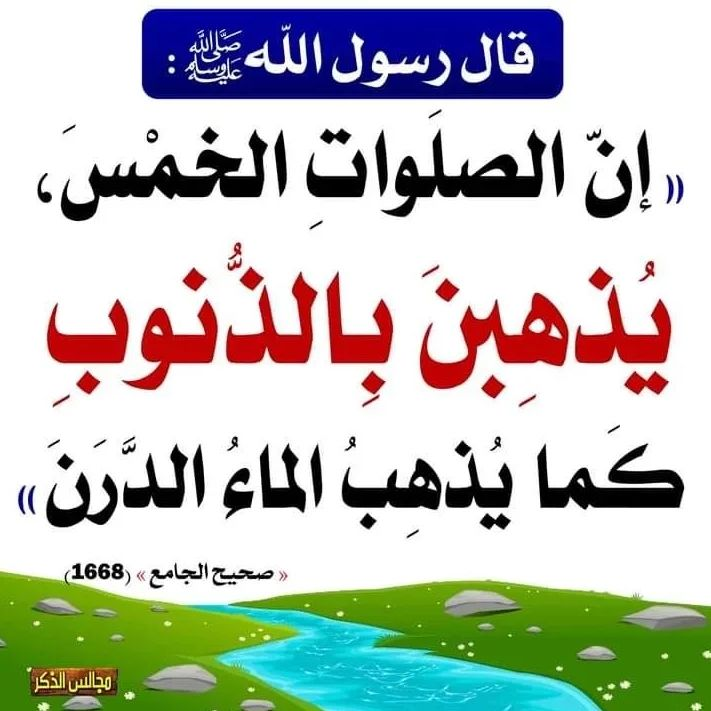 قال رسول الله ﷺ :
(( إنّ الصلَواتِ الخمْسَ،
يُذهِبنَ بِالذُّنوبِ
كَما يُذهِبُ الماءُ الدَّرَنَ ))
« صحيح الجامع » (1668)
مجالس الذكر